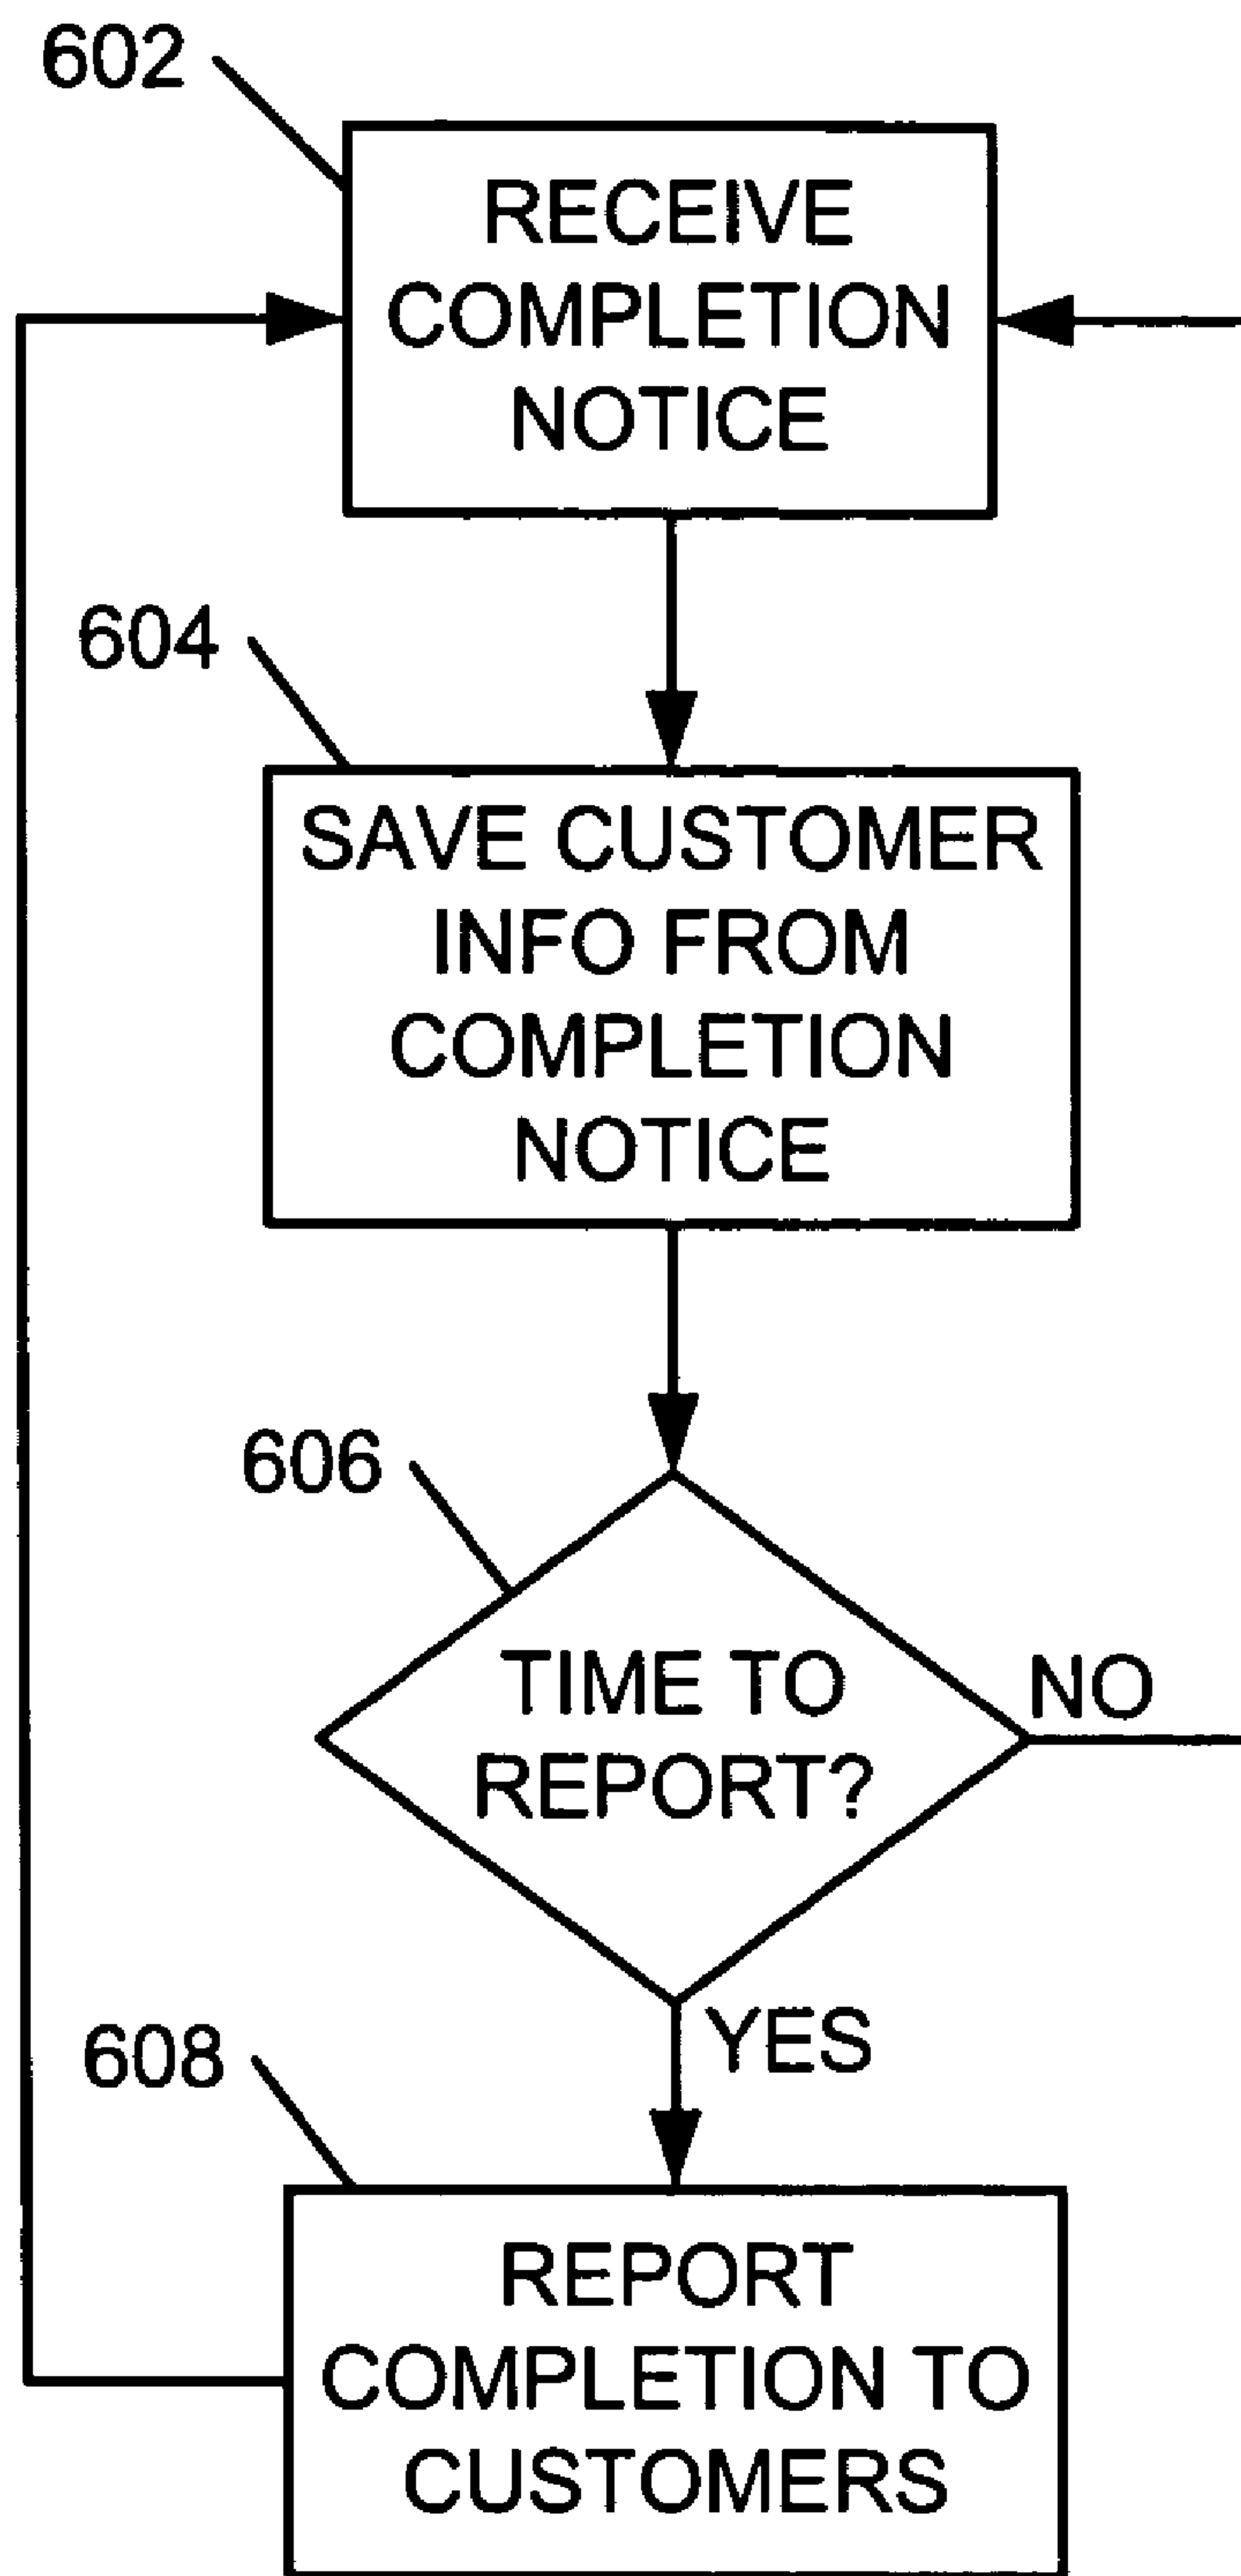 602
RECEIVE
COMPLETION
NOTICE
604
SAVE CUSTOMER
INFO FROM
COMPLETION
NOTICE
606
TIME TO
REPORT?
NO
YES
608
REPORT
COMPLETION TO
CUSTOMERS